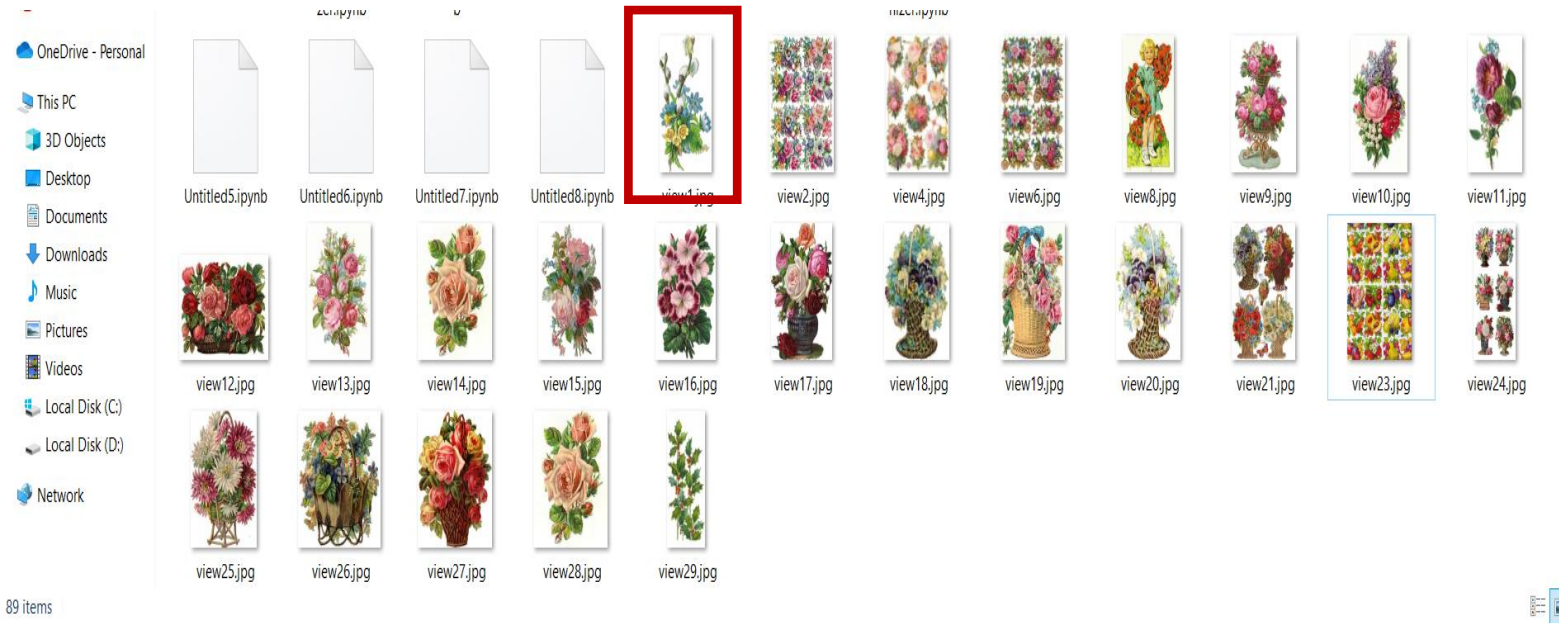 OneDrive - Personal
This PC
3D Objects
Desktop
Documents
Downloads
Music
Pictures
Videos
Local Disk (C:)
Local Disk (D:)
Network
Untitled5.ipynb Untitled6.ipynb Untitled7.ipynb Untitled8.ipynb view1.jpg view2.jpg view4.jpg view6.jpg view8.jpg view9.jpg view10.jpg view11.jpg
view12.jpg view13.jpg view14.jpg view15.jpg view16.jpg view17.jpg view18.jpg view19.jpg view20.jpg view21.jpg view23.jpg view24.jpg
view25.jpg view26.jpg view27.jpg view28.jpg view29.jpg
89 items